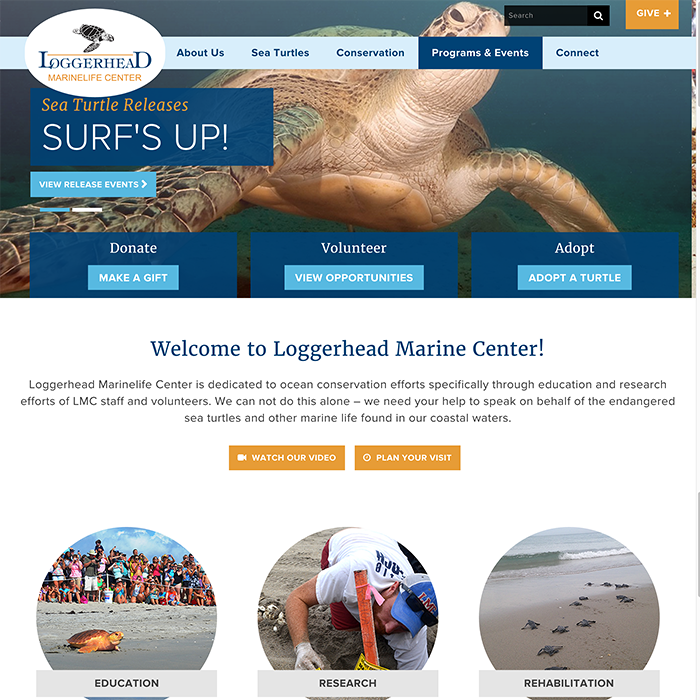 Search
GIVE +
LOGGERHEAD
MARINELIFE CENTER
About Us
Sea Turtles
Conservation
Programs & Events
Connect
Sea Turtle Releases
SURF'S UP!
VIEW RELEASE EVENTS
Donate
Volunteer
Adopt
MAKE A GIFT
VIEW OPPORTUNITIES
ADOPT A TURTLE
Welcome to Loggerhead Marine Center!
Loggerhead Marinelife Center is dedicated to ocean conservation efforts specifically through education and research
efforts of LMC staff and volunteers. We can not do this alone – we need your help to speak on behalf of the endangered
sea turtles and other marine life found in our coastal waters.
WATCH OUR VIDEO
PLAN YOUR VISIT
EDUCATION
RESEARCH
REHABILITATION